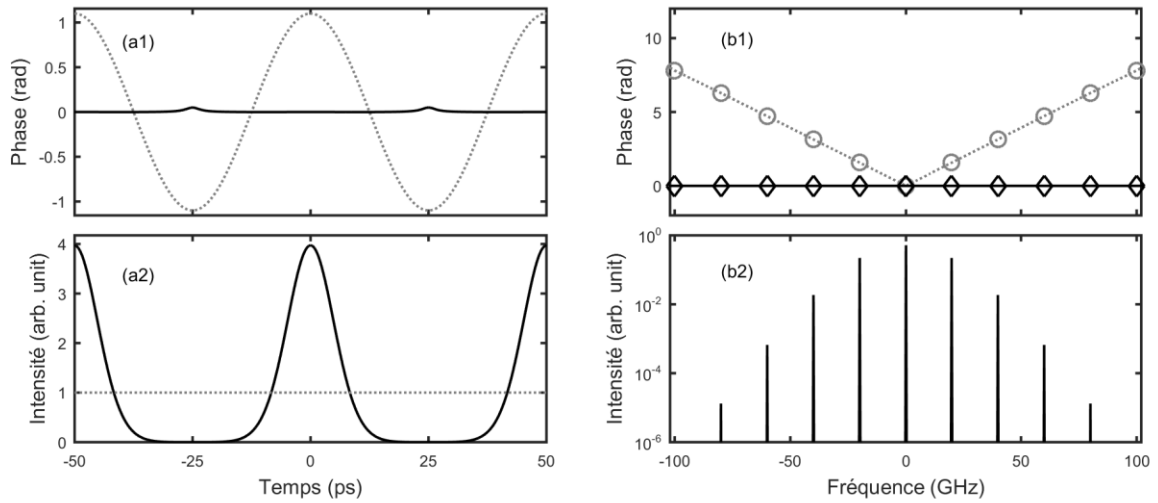 (a1)
Phase (rad)
1
0.5
0
-0.5
-1
(b1)
Phase (rad)
10
5
0
(a2)
Intensité (arb. unit)
4
3
2
1
0
-50 -25 0 25 50
Temps (ps)
(b2)
Intensité (arb. unit)
10^0
10^-2
10^-4
10^-6
-100 -50 0 50 100
Fréquence (GHz)